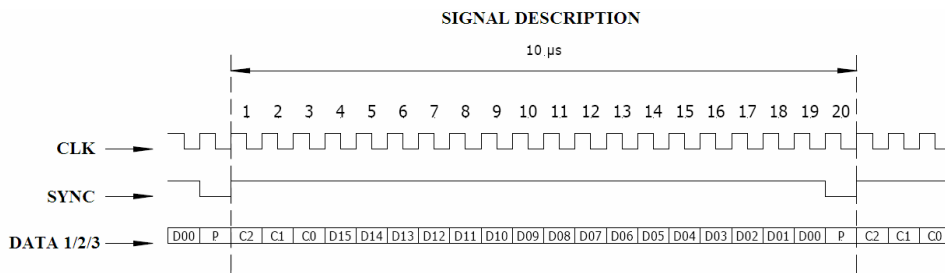 SIGNAL DESCRIPTION
10 µs
1 2 3 4 5 6 7 8 9 10 11 12 13 14 15 16 17 18 19 20
CLK
SYNC
DATA 1/2/3 D00 P C2 C1 C0 D15 D14 D13 D12 D11 D10 D09 D08 D07 D06 D05 D04 D03 D02 D01 D00 P C2 C1 C0